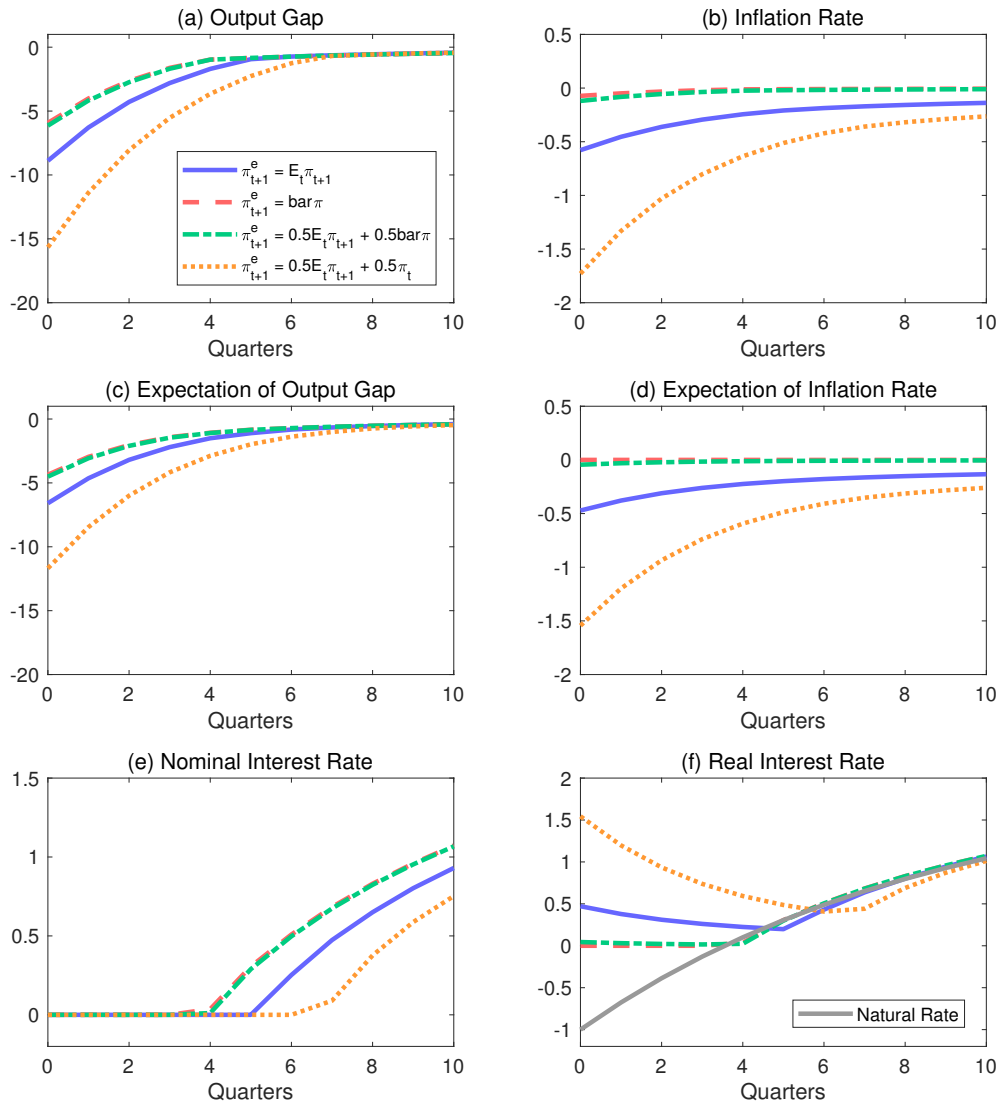 (a) Output Gap
0
-5
-10
-15
-20
π^e_{t+1} = E_tπ_{t+1}
π^e_{t+1} = barπ
π^e_{t+1} = 0.5E_tπ_{t+1} + 0.5barπ
π^e_{t+1} = 0.5E_tπ_{t+1} + 0.5π_t
0 2 4 6 8 10
Quarters
(b) Inflation Rate
0.5
0
-0.5
-1
-1.5
-2
0 2 4 6 8 10
Quarters
(c) Expectation of Output Gap
0
-5
-10
-15
-20
0 2 4 6 8 10
Quarters
(d) Expectation of Inflation Rate
0.5
0
-0.5
-1
-1.5
-2
0 2 4 6 8 10
Quarters
(e) Nominal Interest Rate
1.5
1
0.5
0
0 2 4 6 8 10
Quarters
(f) Real Interest Rate
2
1.5
1
0.5
0
-0.5
-1
Natural Rate
0 2 4 6 8 10
Quarters